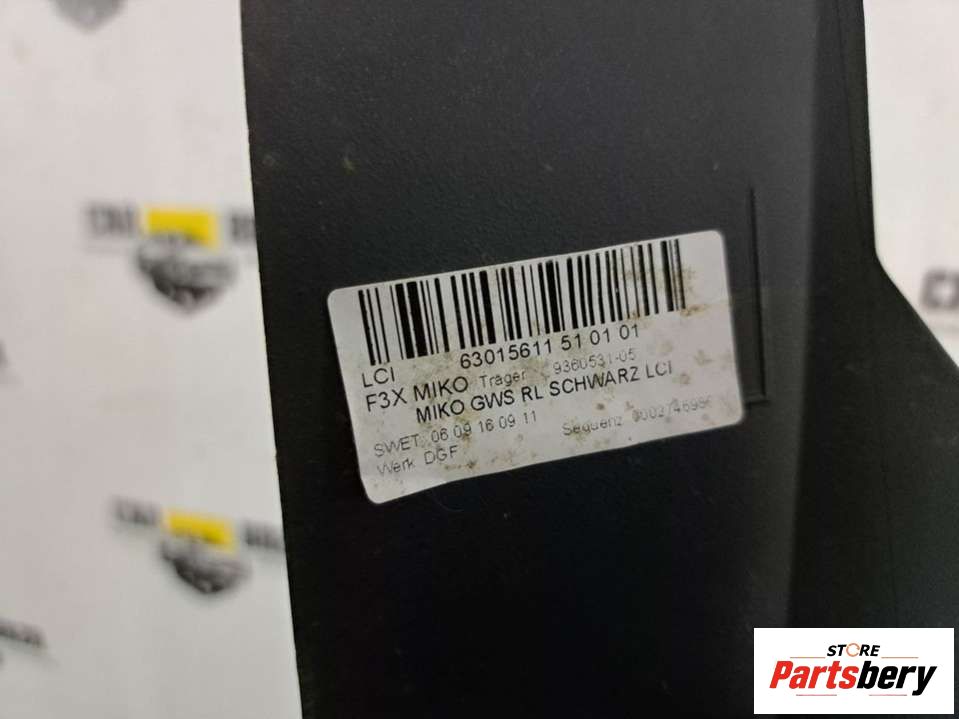 LCI 63015611 51 01 01
F3X MIKO Träger 9360531-05
MIKO GWS RL SCHWARZ LCI
SWET 06 09 16 09 11 Sequenz
Werk DGF
STORE
Partsbery